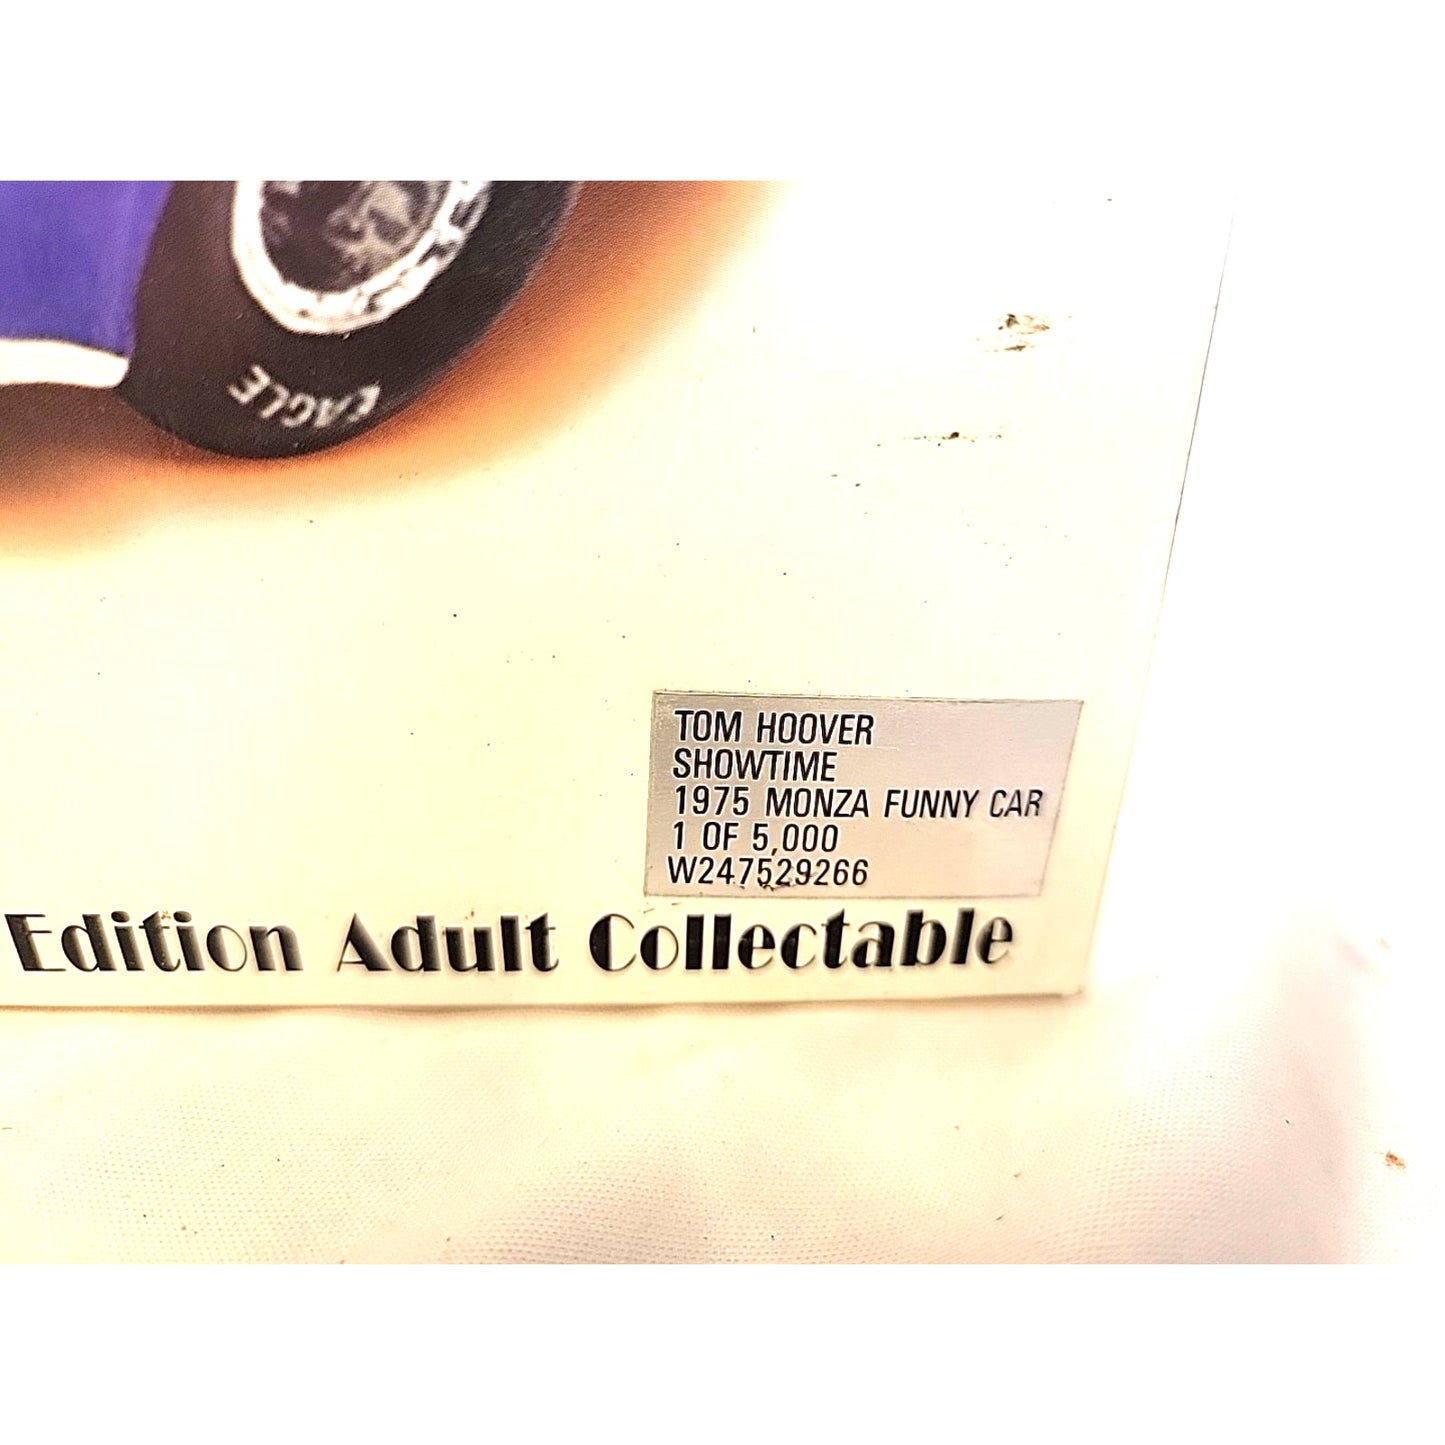 EAGLE
TOM HOOVER
SHOWTIME
1975 MONZA FUNNY CAR
1 OF 5,000
W247529266
Edition Adult Collectable